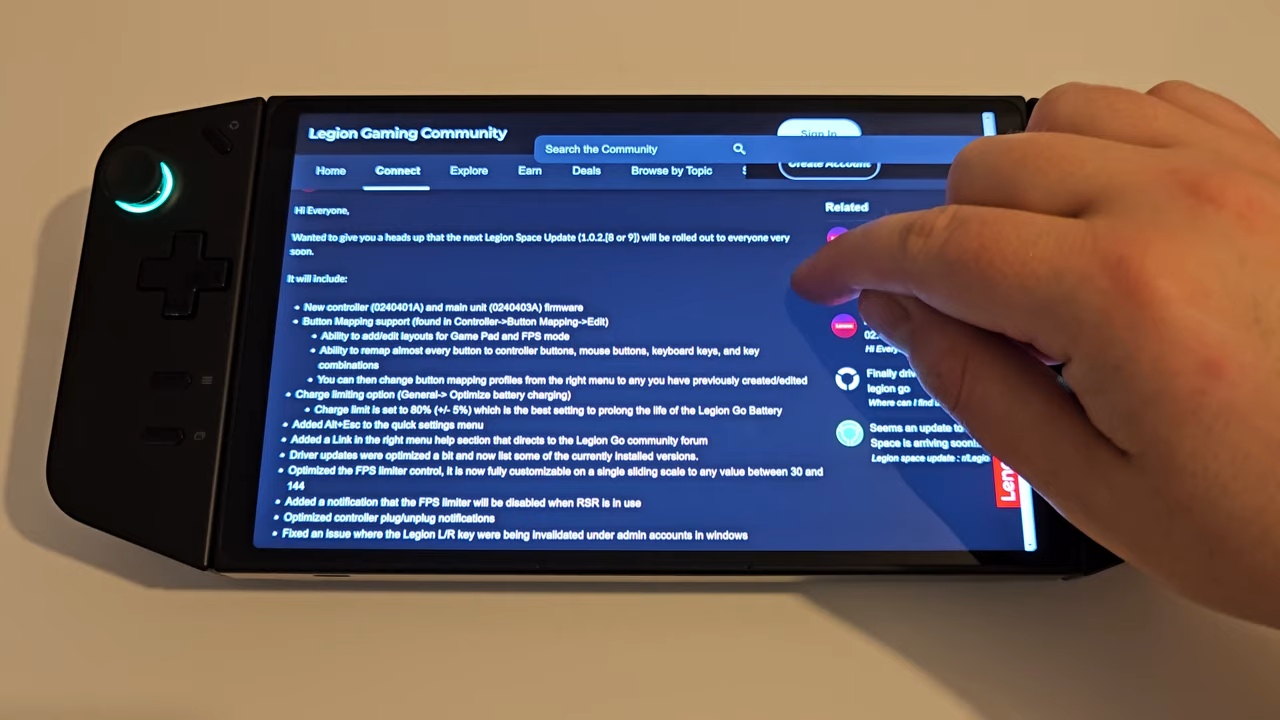 Legion Gaming Community
Sign In
Search the Community
Create Account
Home Connect Explore Earn Deals Browse by Topic
Hi Everyone,
Wanted to give you a heads up that the next Legion Space Update (1.0.2.[8 or 9]) will be rolled out to everyone very
soon.
It will include:
• New controller (0240401A) and main unit (0240403A) firmware
• Button Mapping support (found in Controller->Button Mapping->Edit)
• Ability to add/edit layouts for Game Pad and FPS mode
• Ability to remap almost every button to controller buttons, mouse buttons, keyboard keys, and key
combinations
• You can then change button mapping profiles from the right menu to any you have previously created/edited
• Charge limiting option (General-> Optimize battery charging)
• Charge limit is set to 80% (+/- 5%) which is the best setting to prolong the life of the Legion Go Battery
• Added Alt+Esc to the quick settings menu
• Added a Link in the right menu help section that directs to the Legion Go community forum
• Driver updates were optimized a bit and now list some of the currently installed versions.
• Optimized the FPS limiter control, it is now fully customizable on a single sliding scale to any value between 30 and
144
• Added a notification that the FPS limiter will be disabled when RSR is in use
• Optimized controller plug/unplug notifications
• Fixed an issue where the Legion L/R key were being invalidated under admin accounts in windows
Related
02.
Hi Every
Finally driv
legion go
Where can I find
Seems an update to
Space is arriving soon
Legion space update : r/Legio
Leno